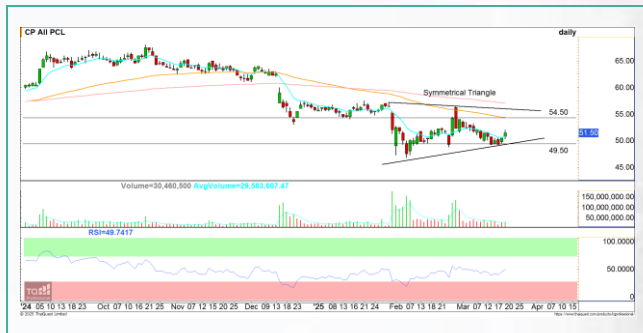 CP All PCL daily
65.00
60.00
Symmetrical Triangle
55.00
54.50
51.50
49.50
45.00
Volume=30,460,500 AvgVolume=29,583,607.47
150,000,000.00
100,000,000.00
50,000,000.00
RSI=49.7417
100.0000
50.0000
0.0000
'24 05 10 13 18 23 Oct 07 10 16 21 25 Nov 07 12 15 20 25 Dec 09 13 18 23 '25 08 13 16 21 24 Feb 07 13 18 21 Mar 07 12 17 20 25 Apr 07 10 15
© 2025 TheQuest Limited